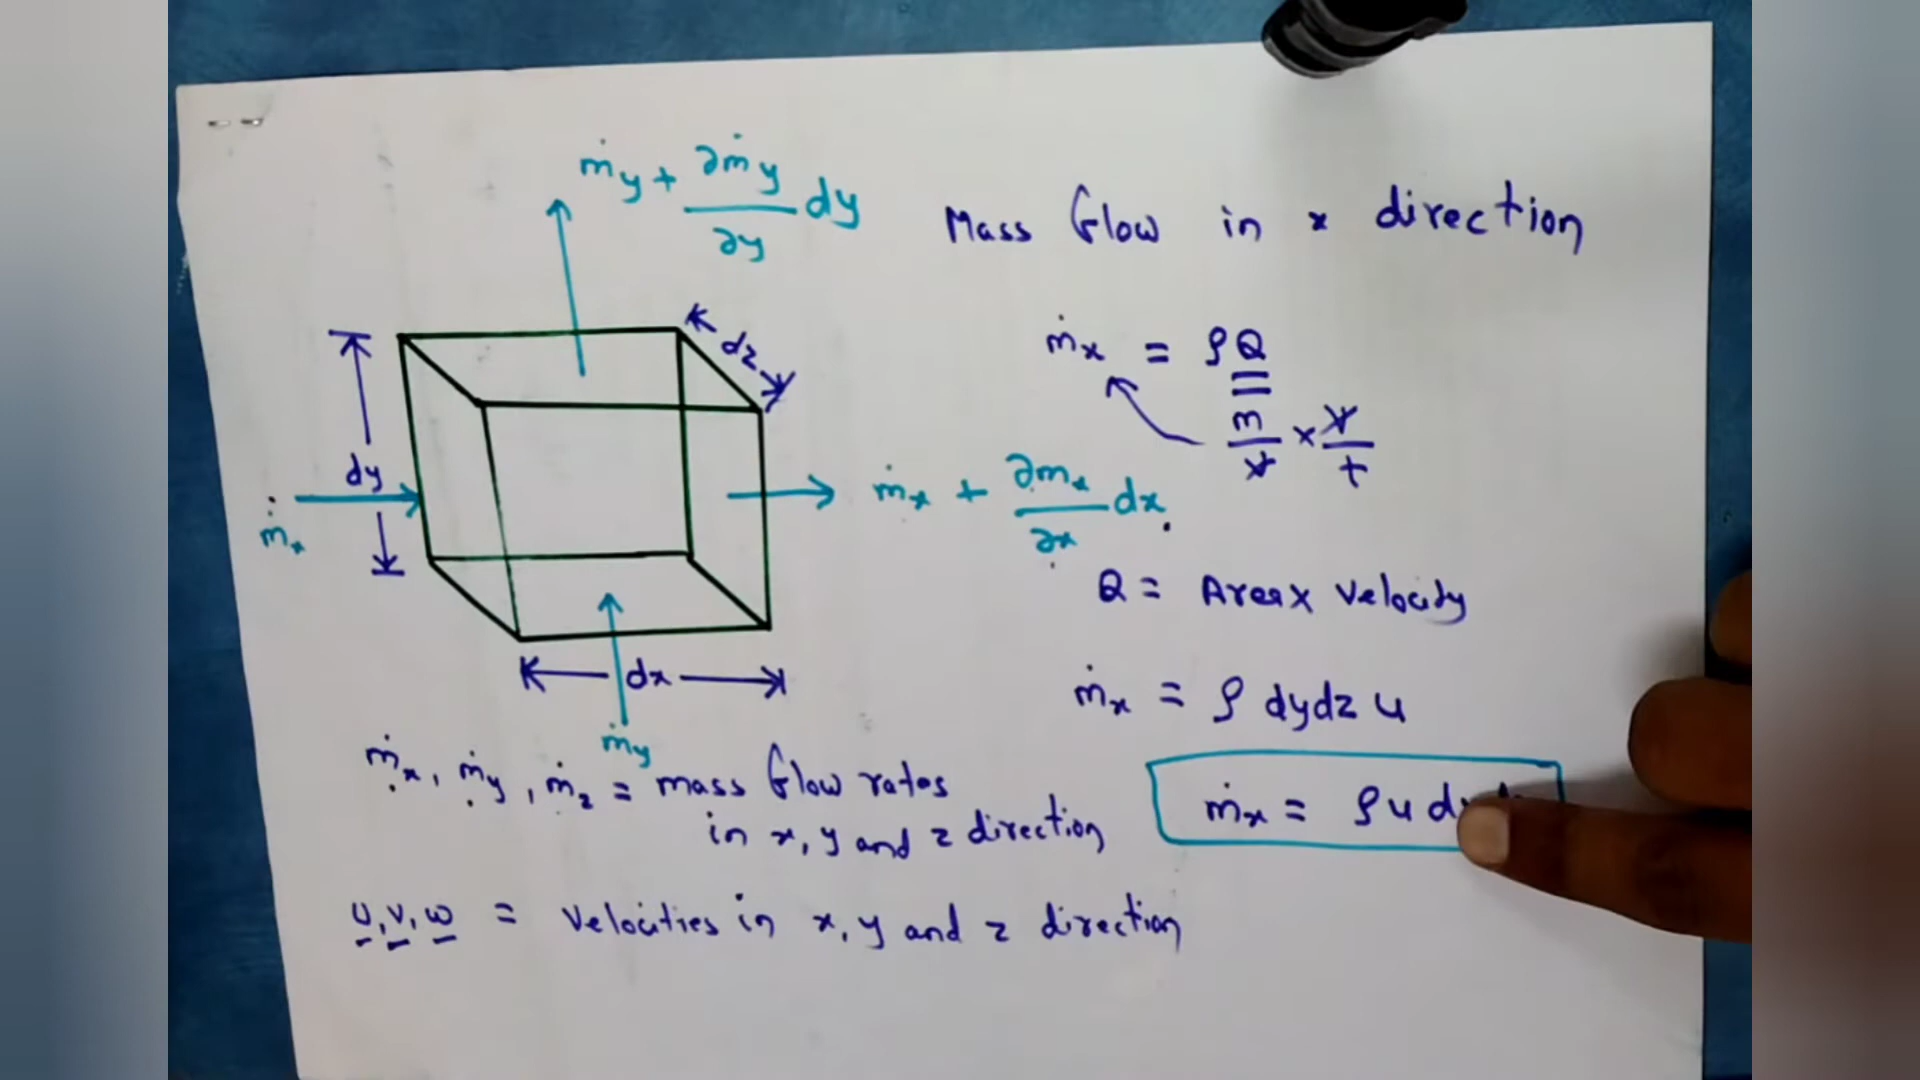 ṁy + ∂ṁy/∂y dy
Mass flow in x direction
dz
ṁx = ρQ
m/V × V/t
dy
ṁx
ṁx + ∂ṁx/∂x dx
Q = Area x Velocity
dx
ṁx = ρ dydz u
ṁy
ṁx, ṁy, ṁz = mass flow rates
in x, y and z direction
ṁx = ρ u
u, v, w = Velocities in x, y and z direction